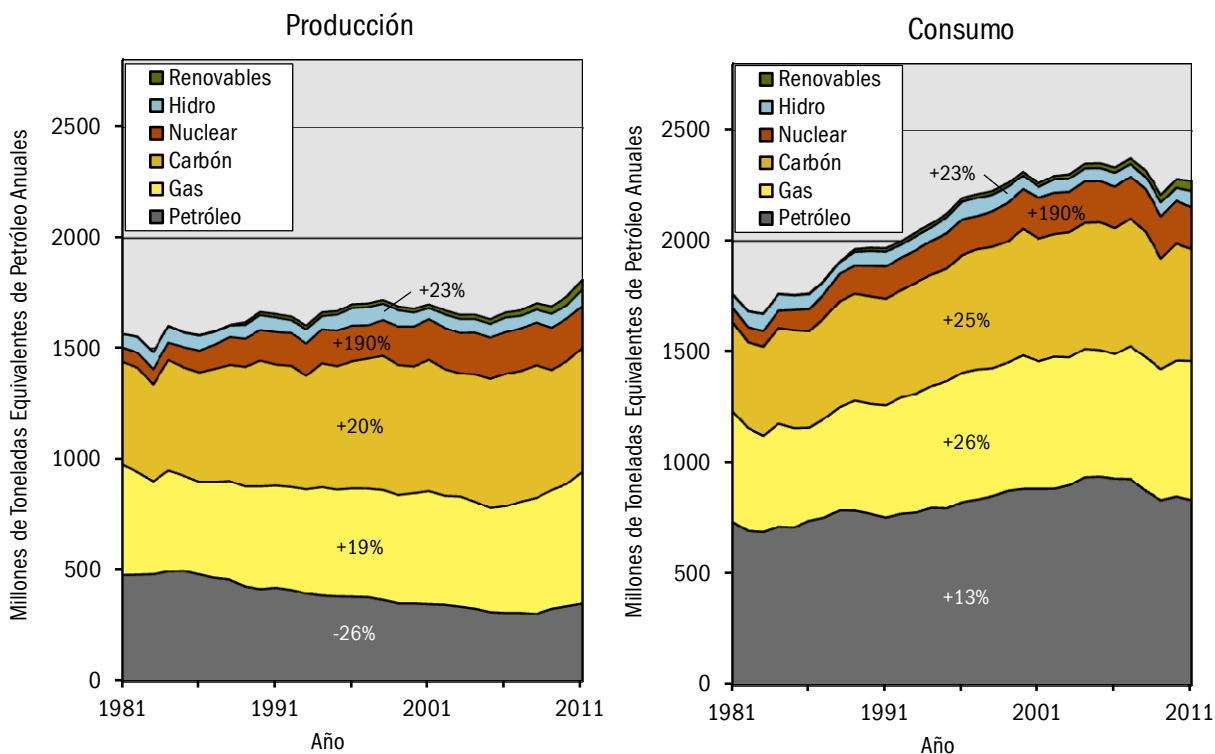 Producción
Millones de Toneladas Equivalentes de Petróleo Anuales
Renovables
Hidro
Nuclear
Carbón
Gas
Petróleo
2500
2000
1500
1000
500
0
+23%
+190%
+20%
+19%
-26%
1981
1991
2001
2011
Año
Consumo
Millones de Toneladas Equivalentes de Petróleo Anuales
Renovables
Hidro
Nuclear
Carbón
Gas
Petróleo
2500
2000
1500
1000
500
0
+23%
+190%
+25%
+26%
+13%
1981
1991
2001
2011
Año